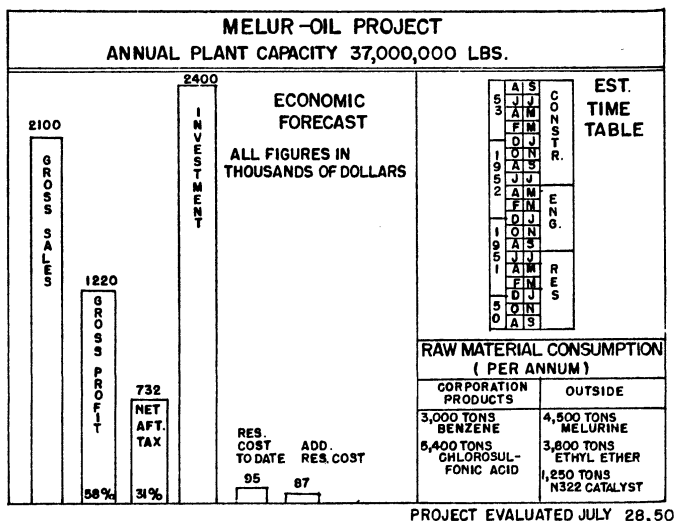 MELUR-OIL PROJECT
ANNUAL PLANT CAPACITY 37,000,000 LBS.
2100
GROSS SALES
1220
GROSS PROFIT
58%
732
NET
AFT.
TAX
31%
2400
INVESTMENT
ECONOMIC
FORECAST
ALL FIGURES IN
THOUSANDS OF DOLLARS
RES.
COST
TO DATE
95
ADD.
RES. COST
87
EST.
TIME
TABLE
53
1952
1951
50
A S
J J
A M
F M
D J
O N
A S
J J
A M
F M
D J
O N
A S
J J
A M
F M
D J
O N
A S
CONSTR.
ENG.
RES
RAW MATERIAL CONSUMPTION
( PER ANNUM )
CORPORATION
PRODUCTS
3,000 TONS
BENZENE
5,400 TONS
CHLOROSUL-
FONIC ACID
OUTSIDE
4,500 TONS
MELURINE
3,800 TONS
ETHYL ETHER
1,250 TONS
N322 CATALYST
PROJECT EVALUATED JULY 28,50